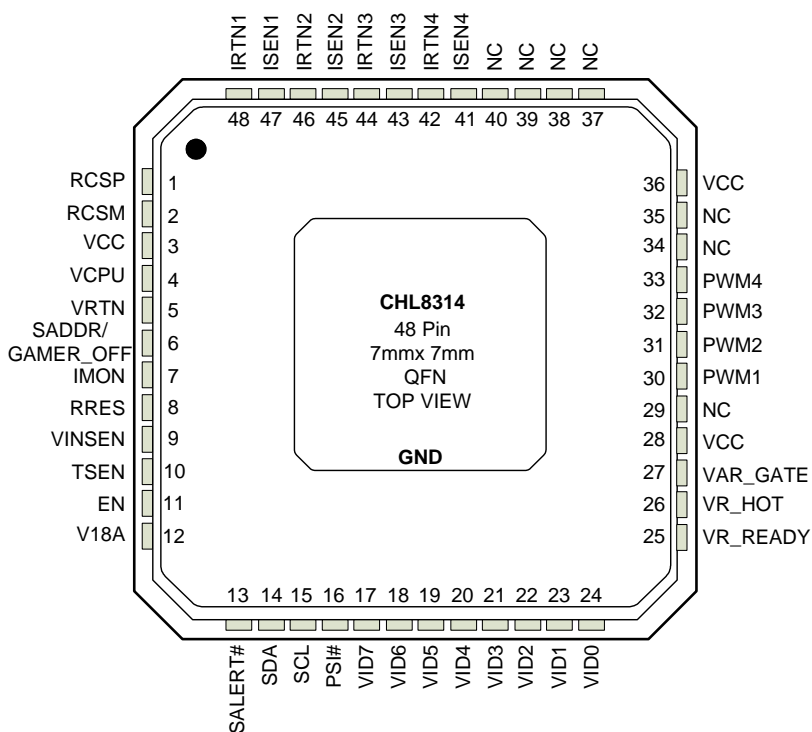 IRTN1
ISEN1
IRTN2
ISEN2
IRTN3
ISEN3
IRTN4
ISEN4
NC
NC
NC
NC
48 47 46 45 44 43 42 41 40 39 38 37
RCSP 1
RCSM 2
VCC 3
VCPU 4
VRTN 5
SADDR/
GAMER_OFF 6
IMON 7
RRES 8
VINSEN 9
TSEN 10
EN 11
V18A 12
CHL8314
48 Pin
7mmx 7mm
QFN
TOP VIEW
GND
36 VCC
35 NC
34 NC
33 PWM4
32 PWM3
31 PWM2
30 PWM1
29 NC
28 VCC
27 VAR_GATE
26 VR_HOT
25 VR_READY
13 14 15 16 17 18 19 20 21 22 23 24
SALERT#
SDA
SCL
PSI#
VID7
VID6
VID5
VID4
VID3
VID2
VID1
VID0